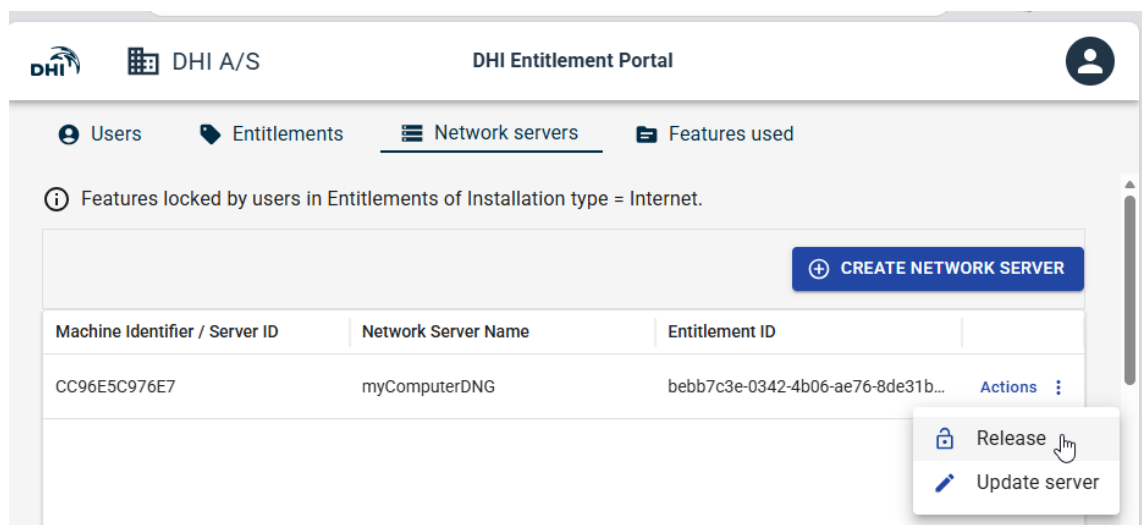 DHI DHI A/S DHI Entitlement Portal
Users Entitlements Network servers Features used
Features locked by users in Entitlements of Installation type = Internet.
CREATE NETWORK SERVER
Machine Identifier / Server ID Network Server Name Entitlement ID
CC96E5C976E7 myComputerDNG bebb7c3e-0342-4b06-ae76-8de31b... Actions
Release
Update server